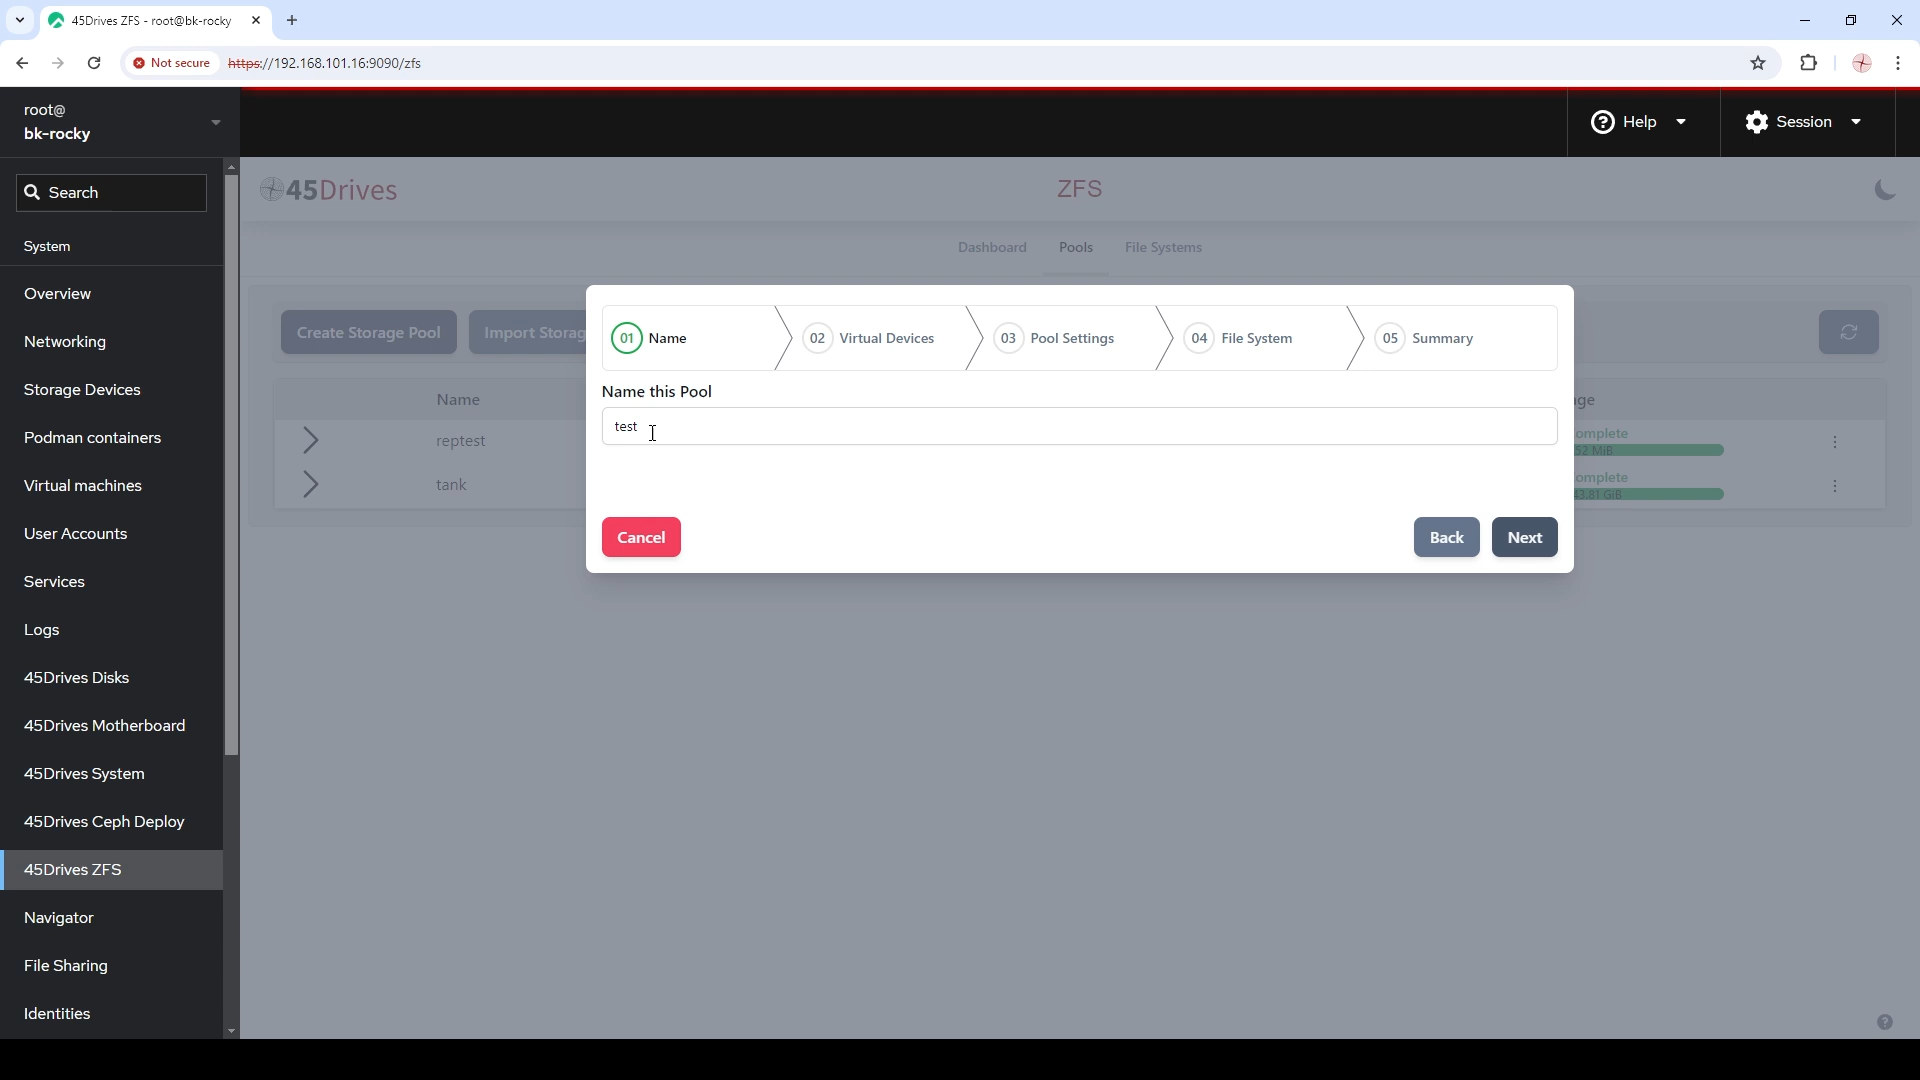 45Drives ZFS - root@bk-rocky
Not secure
https://192.168.101.16:9090/zfs
root@
bk-rocky
Help
Session
Search
System
Overview
Networking
Storage Devices
Podman containers
Virtual machines
User Accounts
Services
Logs
45Drives Disks
45Drives Motherboard
45Drives System
45Drives Ceph Deploy
45Drives ZFS
Navigator
File Sharing
Identities
45Drives
ZFS
Dashboard Pools File Systems
Create Storage Pool
Import Storag
Name
reptest
tank
age
omplete
52 MiB
omplete
43.81 GiB
01 Name
02 Virtual Devices
03 Pool Settings
04 File System
05 Summary
Name this Pool
test
Cancel
Back
Next